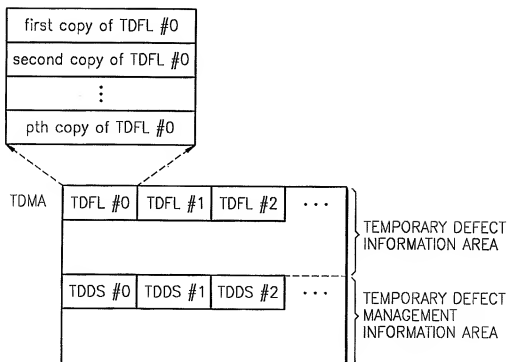 first copy of TDFL #0
second copy of TDFL #0
⋮
pth copy of TDFL #0
TDMA
TDFL #0 TDFL #1 TDFL #2 ···
TEMPORARY DEFECT
INFORMATION AREA
TDDS #0 TDDS #1 TDDS #2 ···
TEMPORARY DEFECT
MANAGEMENT
INFORMATION AREA